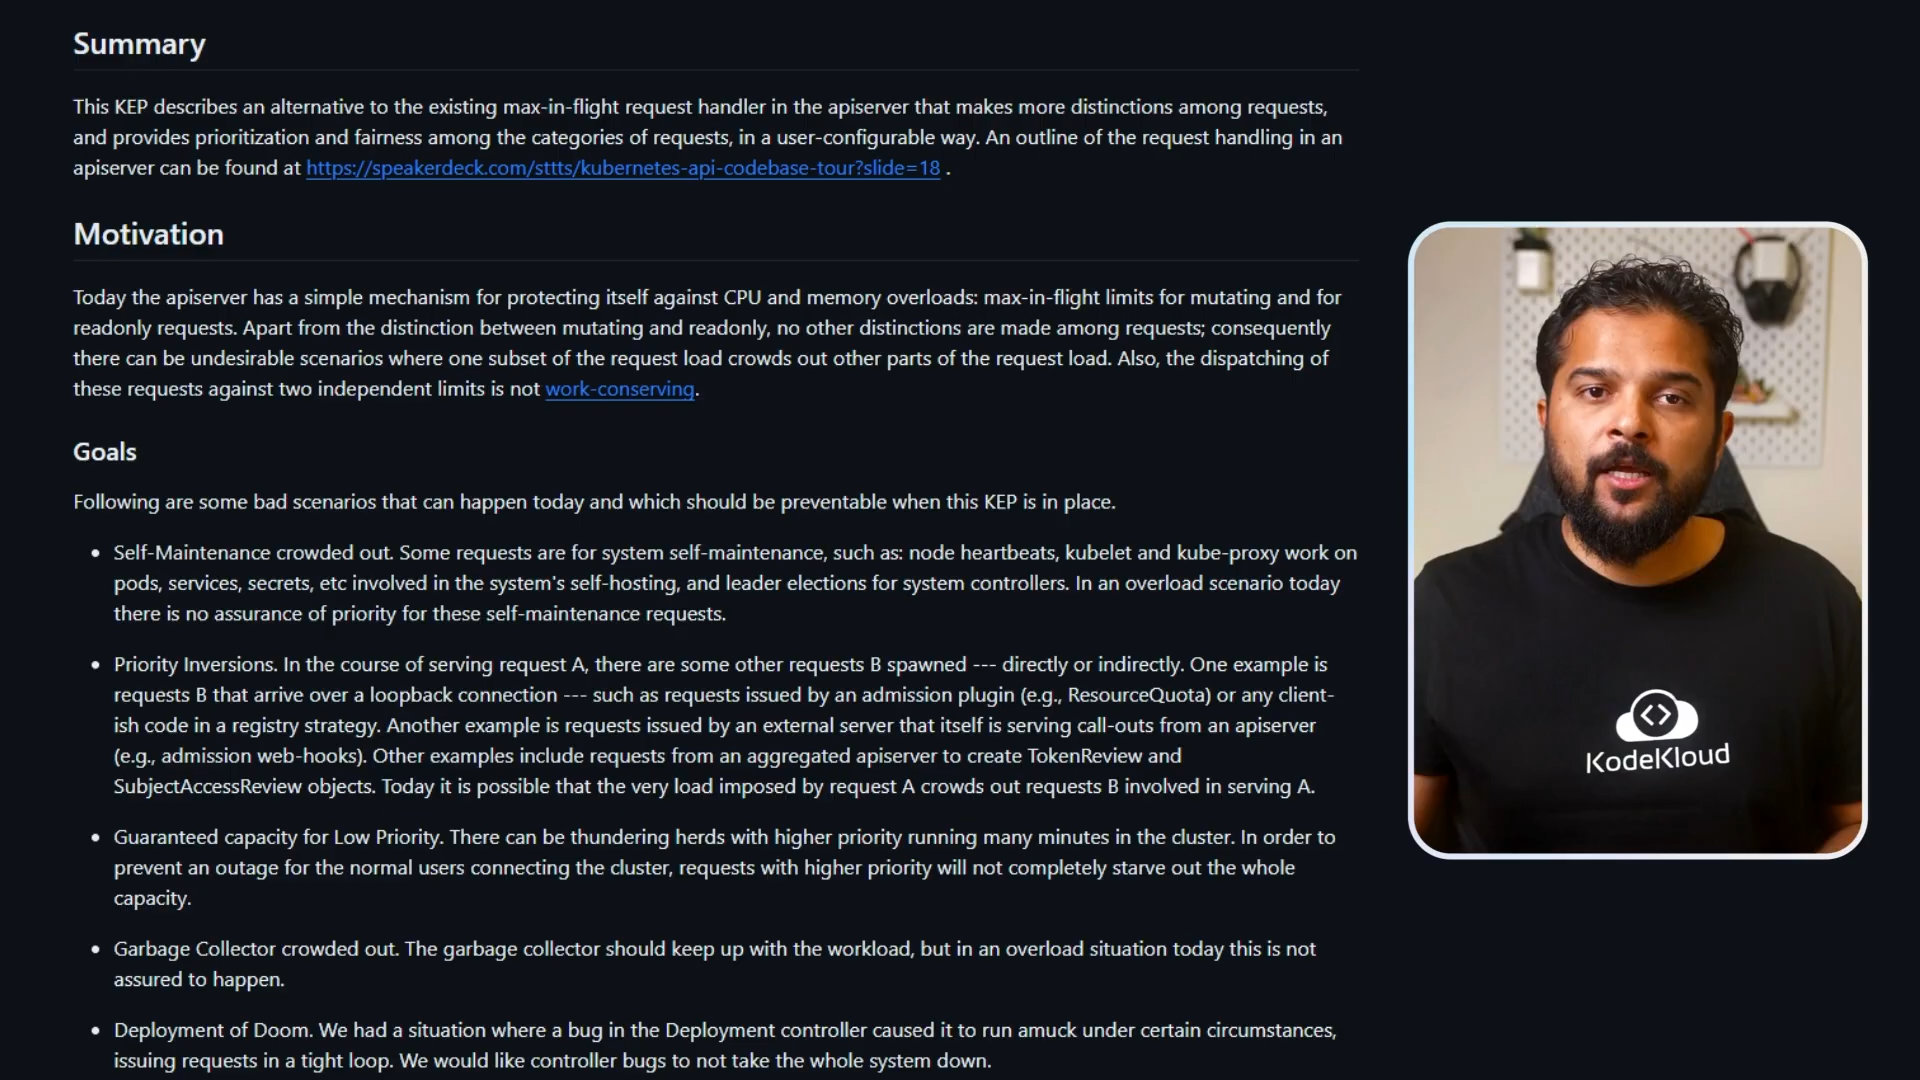 Summary
This KEP describes an alternative to the existing max-in-flight request handler in the apiserver that makes more distinctions among requests,
and provides prioritization and fairness among the categories of requests, in a user-configurable way. An outline of the request handling in an
apiserver can be found at https://speakerdeck.com/sttts/kubernetes-api-codebase-tour?slide=18 .
Motivation
Today the apiserver has a simple mechanism for protecting itself against CPU and memory overloads: max-in-flight limits for mutating and for
readonly requests. Apart from the distinction between mutating and readonly, no other distinctions are made among requests; consequently
there can be undesirable scenarios where one subset of the request load crowds out other parts of the request load. Also, the dispatching of
these requests against two independent limits is not work-conserving.
Goals
Following are some bad scenarios that can happen today and which should be preventable when this KEP is in place.
• Self-Maintenance crowded out. Some requests are for system self-maintenance, such as: node heartbeats, kubelet and kube-proxy work on
pods, services, secrets, etc involved in the system's self-hosting, and leader elections for system controllers. In an overload scenario today
there is no assurance of priority for these self-maintenance requests.
• Priority Inversions. In the course of serving request A, there are some other requests B spawned --- directly or indirectly. One example is
requests B that arrive over a loopback connection --- such as requests issued by an admission plugin (e.g., ResourceQuota) or any client-
ish code in a registry strategy. Another example is requests issued by an external server that itself is serving call-outs from an apiserver
(e.g., admission web-hooks). Other examples include requests from an aggregated apiserver to create TokenReview and
SubjectAccessReview objects. Today it is possible that the very load imposed by request A crowds out requests B involved in serving A.
• Guaranteed capacity for Low Priority. There can be thundering herds with higher priority running many minutes in the cluster. In order to
prevent an outage for the normal users connecting the cluster, requests with higher priority will not completely starve out the whole
capacity.
• Garbage Collector crowded out. The garbage collector should keep up with the workload, but in an overload situation today this is not
assured to happen.
• Deployment of Doom. We had a situation where a bug in the Deployment controller caused it to run amuck under certain circumstances,
issuing requests in a tight loop. We would like controller bugs to not take the whole system down.
KodeKloud